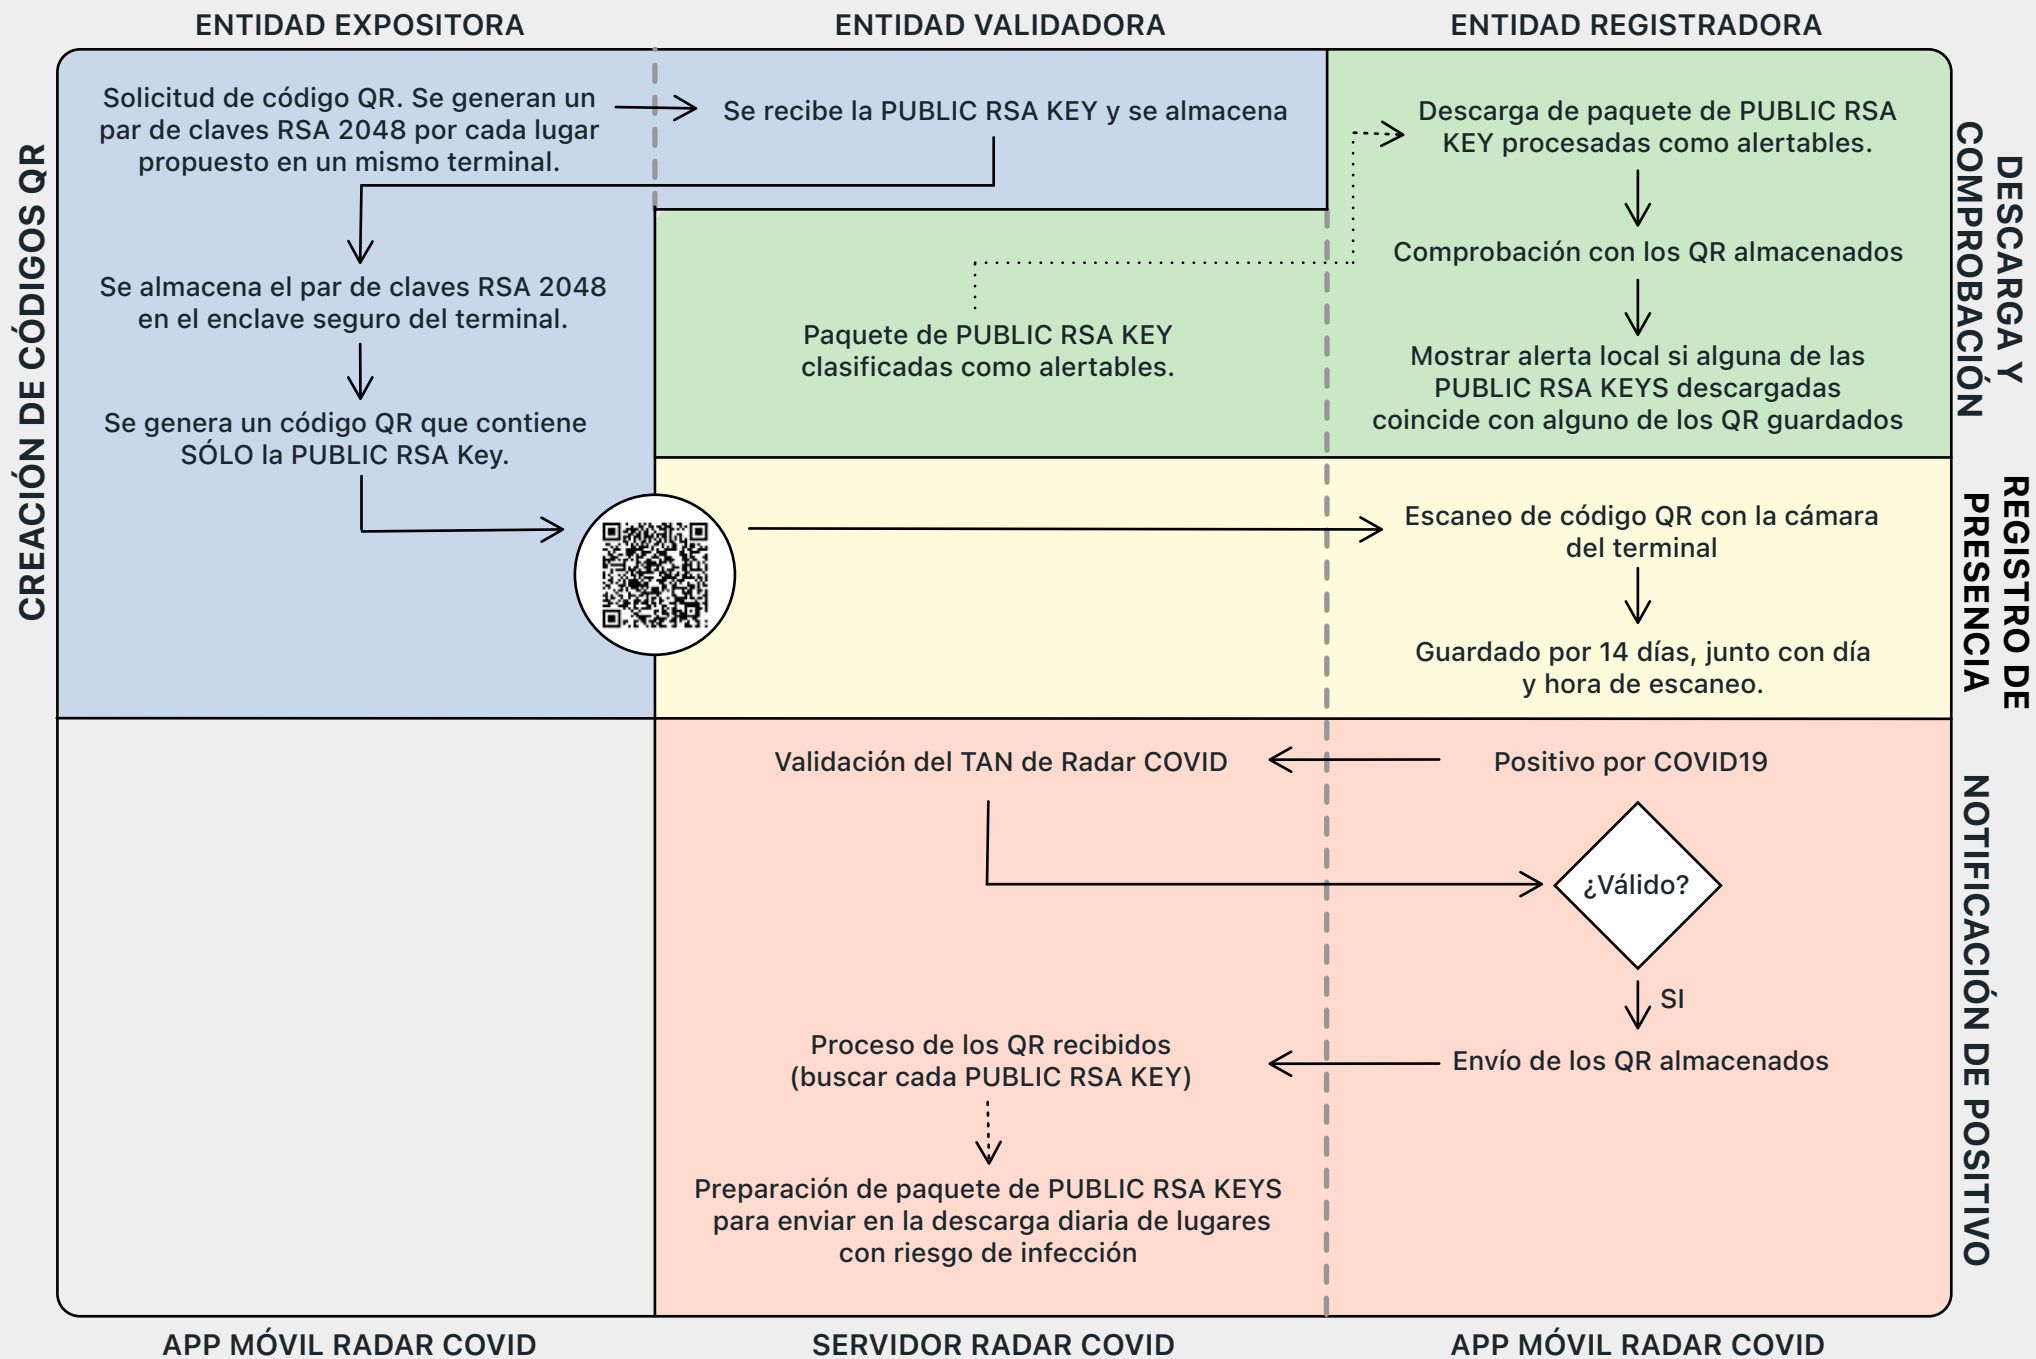 ENTIDAD EXPOSITORA
ENTIDAD VALIDADORA
ENTIDAD REGISTRADORA
CREACIÓN DE CÓDIGOS QR
Solicitud de código QR. Se generan un
par de claves RSA 2048 por cada lugar
propuesto en un mismo terminal.
Se recibe la PUBLIC RSA KEY y se almacena
Se almacena el par de claves RSA 2048
en el enclave seguro del terminal.
Se genera un código QR que contiene
SÓLO la PUBLIC RSA Key.
Paquete de PUBLIC RSA KEY
clasificadas como alertables.
Descarga de paquete de PUBLIC RSA
KEY procesadas como alertables.
Comprobación con los QR almacenados
Mostrar alerta local si alguna de las
PUBLIC RSA KEYS descargadas
coincide con alguno de los QR guardados
DESCARGA Y
COMPROBACIÓN
Escaneo de código QR con la cámara
del terminal
Guardado por 14 días, junto con día
y hora de escaneo.
REGISTRO DE
PRESENCIA
Positivo por COVID19
Validación del TAN de Radar COVID
¿Válido?
SI
Envío de los QR almacenados
Proceso de los QR recibidos
(buscar cada PUBLIC RSA KEY)
Preparación de paquete de PUBLIC RSA KEYS
para enviar en la descarga diaria de lugares
con riesgo de infección
NOTIFICACIÓN DE POSITIVO
APP MÓVIL RADAR COVID
SERVIDOR RADAR COVID
APP MÓVIL RADAR COVID